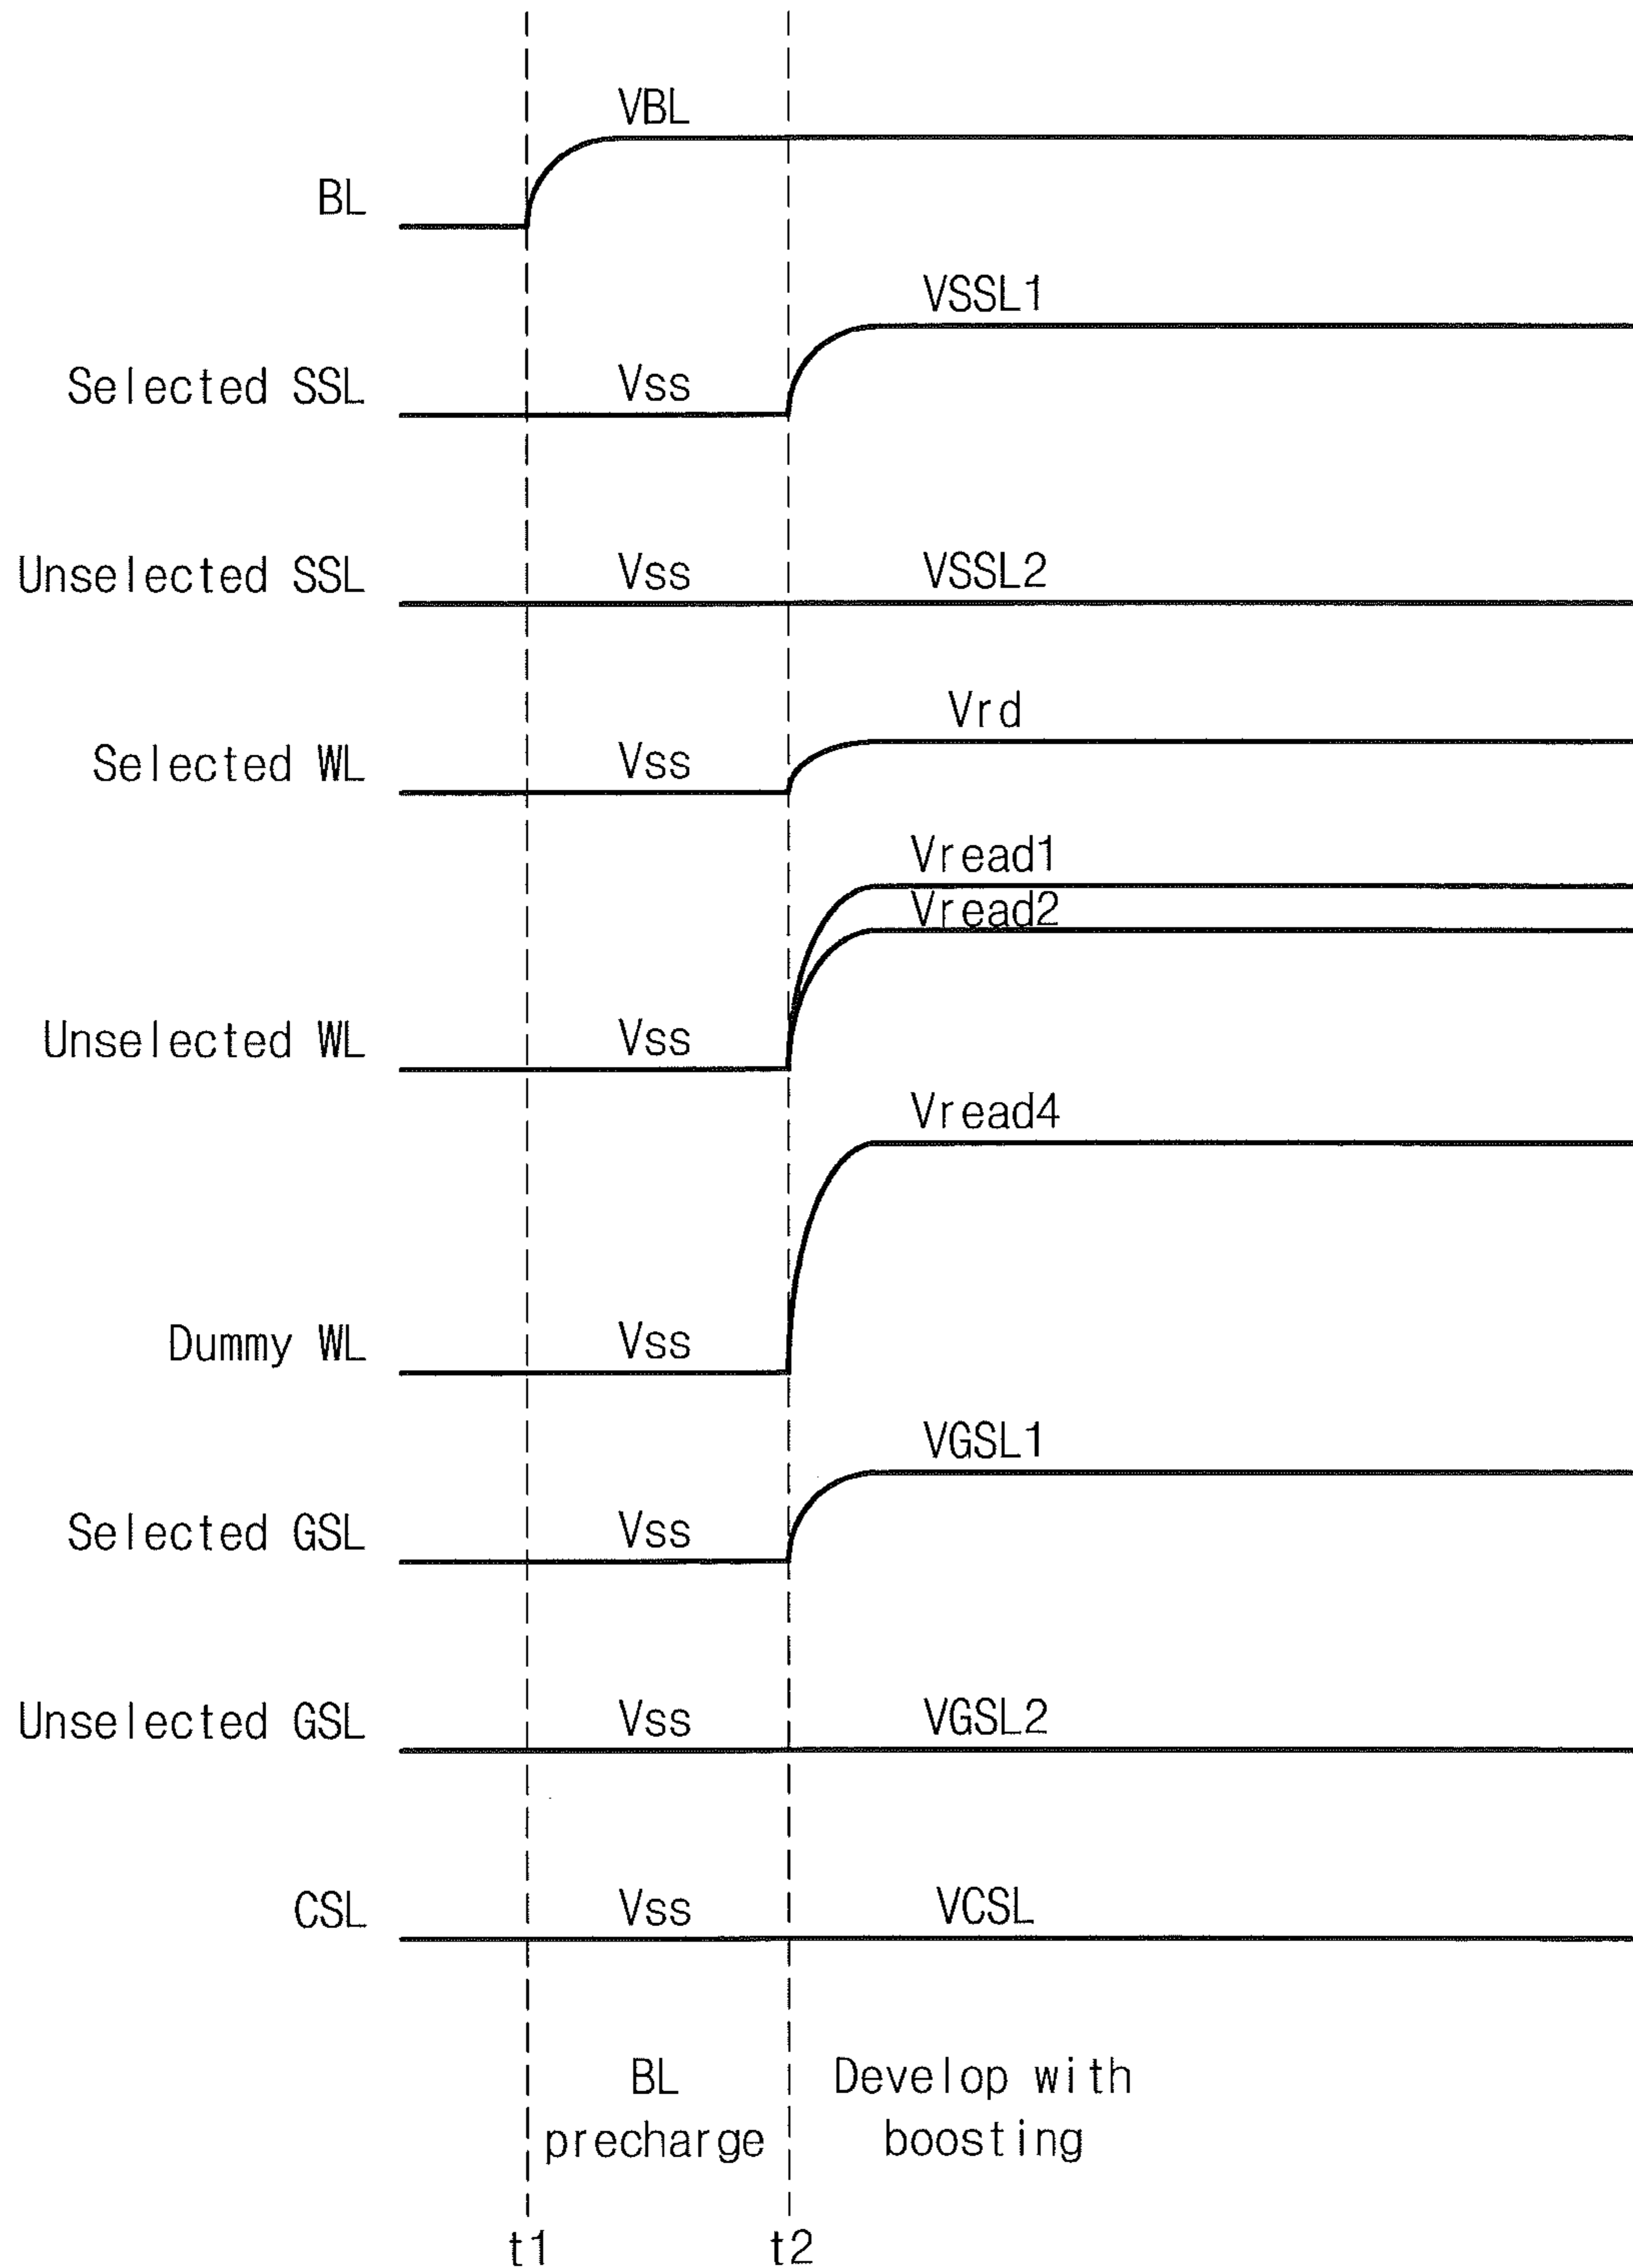 VBL
BL
VSSL1
Selected SSL Vss
Unselected SSL Vss VSSL2
Vrd
Selected WL Vss
Vread1
Vread2
Unselected WL Vss
Vread4
Dummy WL Vss
VGSL1
Selected GSL Vss
Unselected GSL Vss VGSL2
CSL Vss VCSL
BL
precharge
Develop with
boosting
t1 t2